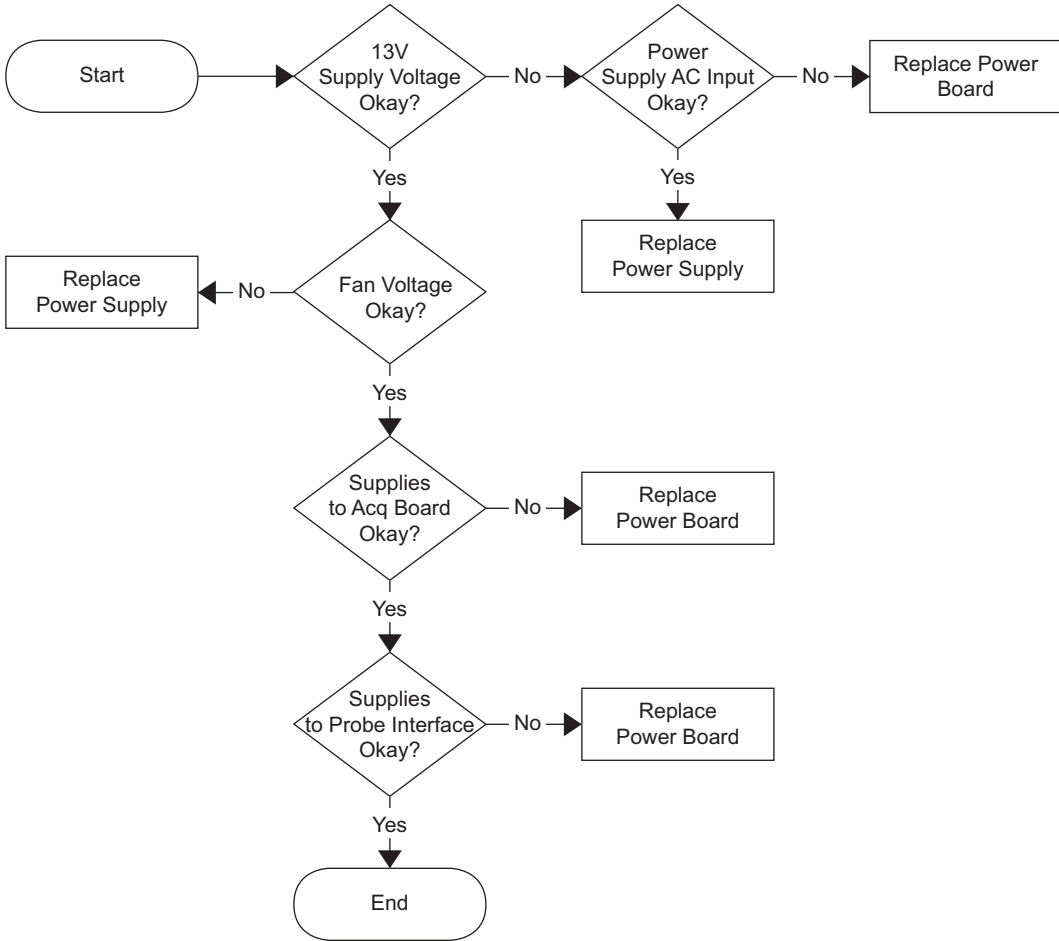 Start
13V
Supply Voltage
Okay?
No
Power
Supply AC Input
Okay?
No
Replace Power
Board
Yes
Yes
Replace
Power Supply
Replace
Power Supply
No
Fan Voltage
Okay?
Yes
Supplies
to Acq Board
Okay?
No
Replace
Power Board
Yes
Supplies
to Probe Interface
Okay?
No
Replace
Power Board
Yes
End